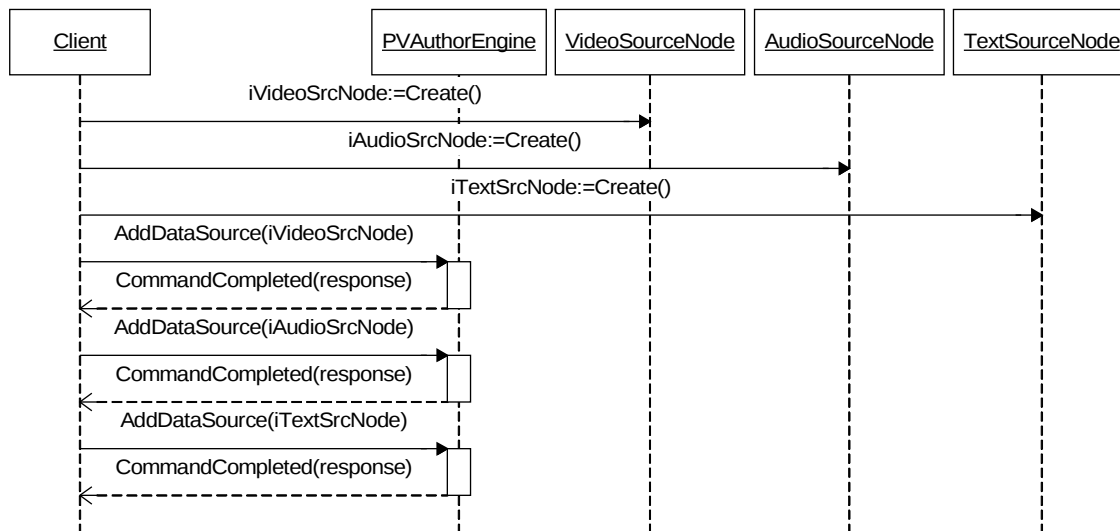 Client
PVAuthorEngine
VideoSourceNode
AudioSourceNode
TextSourceNode
iVideoSrcNode:=Create()
iAudioSrcNode:=Create()
iTextSrcNode:=Create()
AddDataSource(iVideoSrcNode)
CommandCompleted(response)
AddDataSource(iAudioSrcNode)
CommandCompleted(response)
AddDataSource(iTextSrcNode)
CommandCompleted(response)